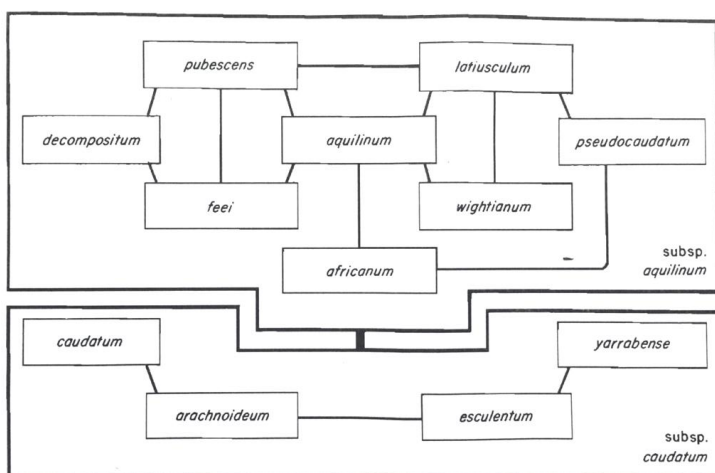 pubescens
latiusculum
decompositum
aquilinum
pseudocaudatum
feei
wightianum
africanum
subsp.
aquilinum
caudatum
yarrabense
arachnoideum
esculentum
subsp.
caudatum